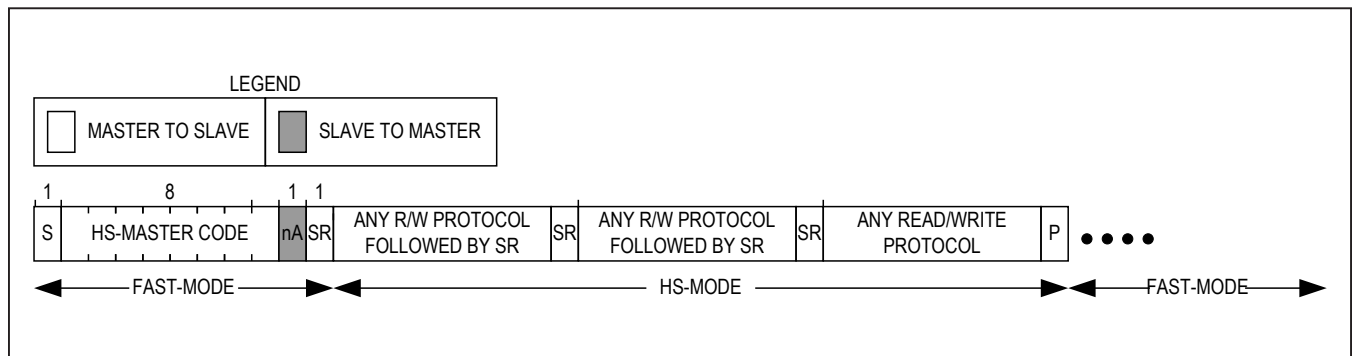 LEGEND
MASTER TO SLAVE SLAVE TO MASTER
1 8 1 1
S HS-MASTER CODE nA SR ANY R/W PROTOCOL FOLLOWED BY SR SR ANY R/W PROTOCOL FOLLOWED BY SR SR ANY READ/WRITE PROTOCOL P
FAST-MODE HS-MODE FAST-MODE